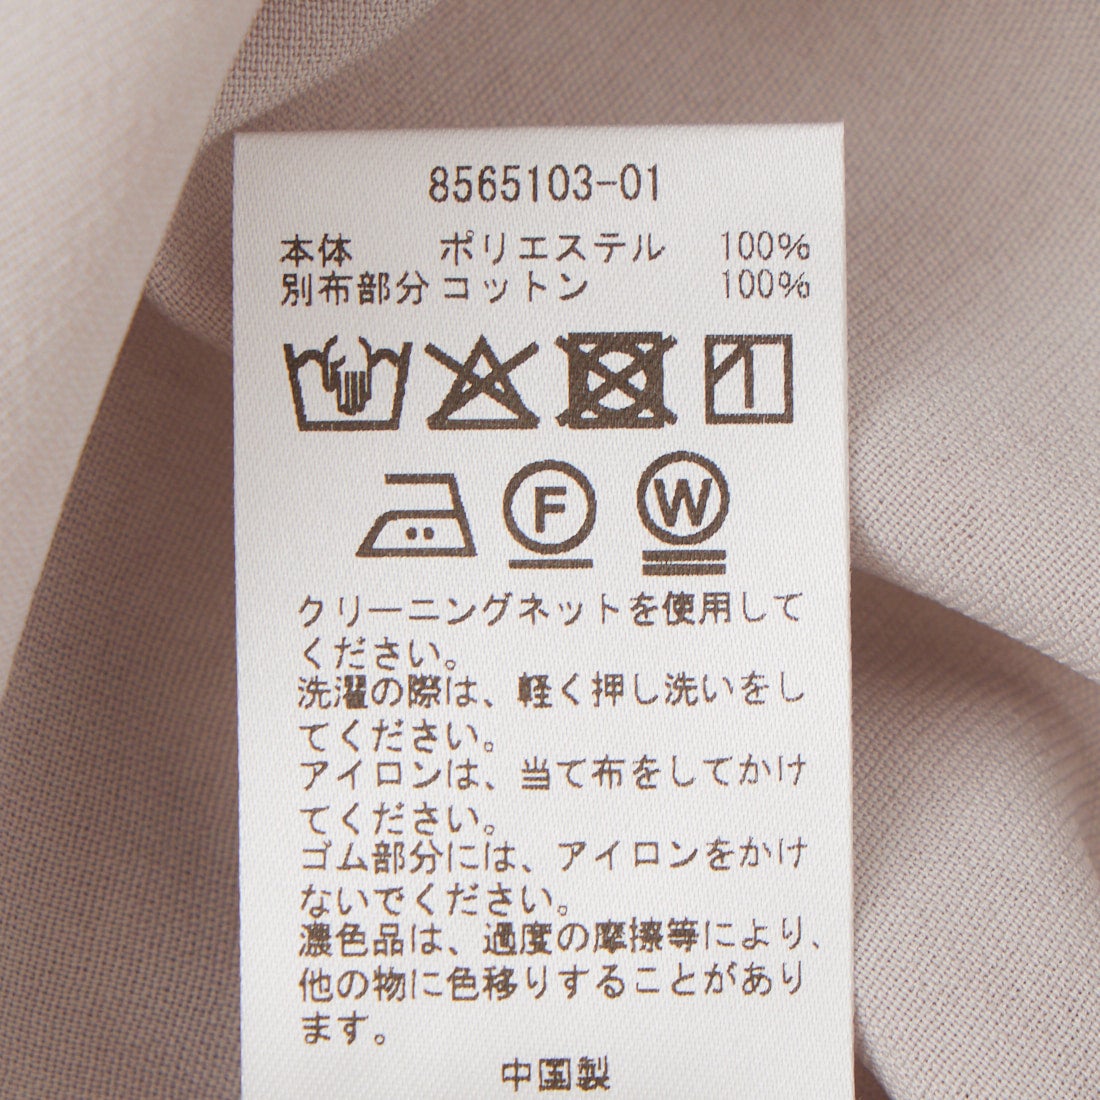 8565103-01
本体 ポリエステル 100%
別布部分 コットン 100%
F W
クリーニングネットを使用して
ください。
洗濯の際は、軽く押し洗いをし
てください。
アイロンは、当て布をしてかけ
てください。
ゴム部分には、アイロンをかけ
ないでください。
濃色品は、過度の摩擦等により、
他の物に色移りすることがあり
ます。
中国製